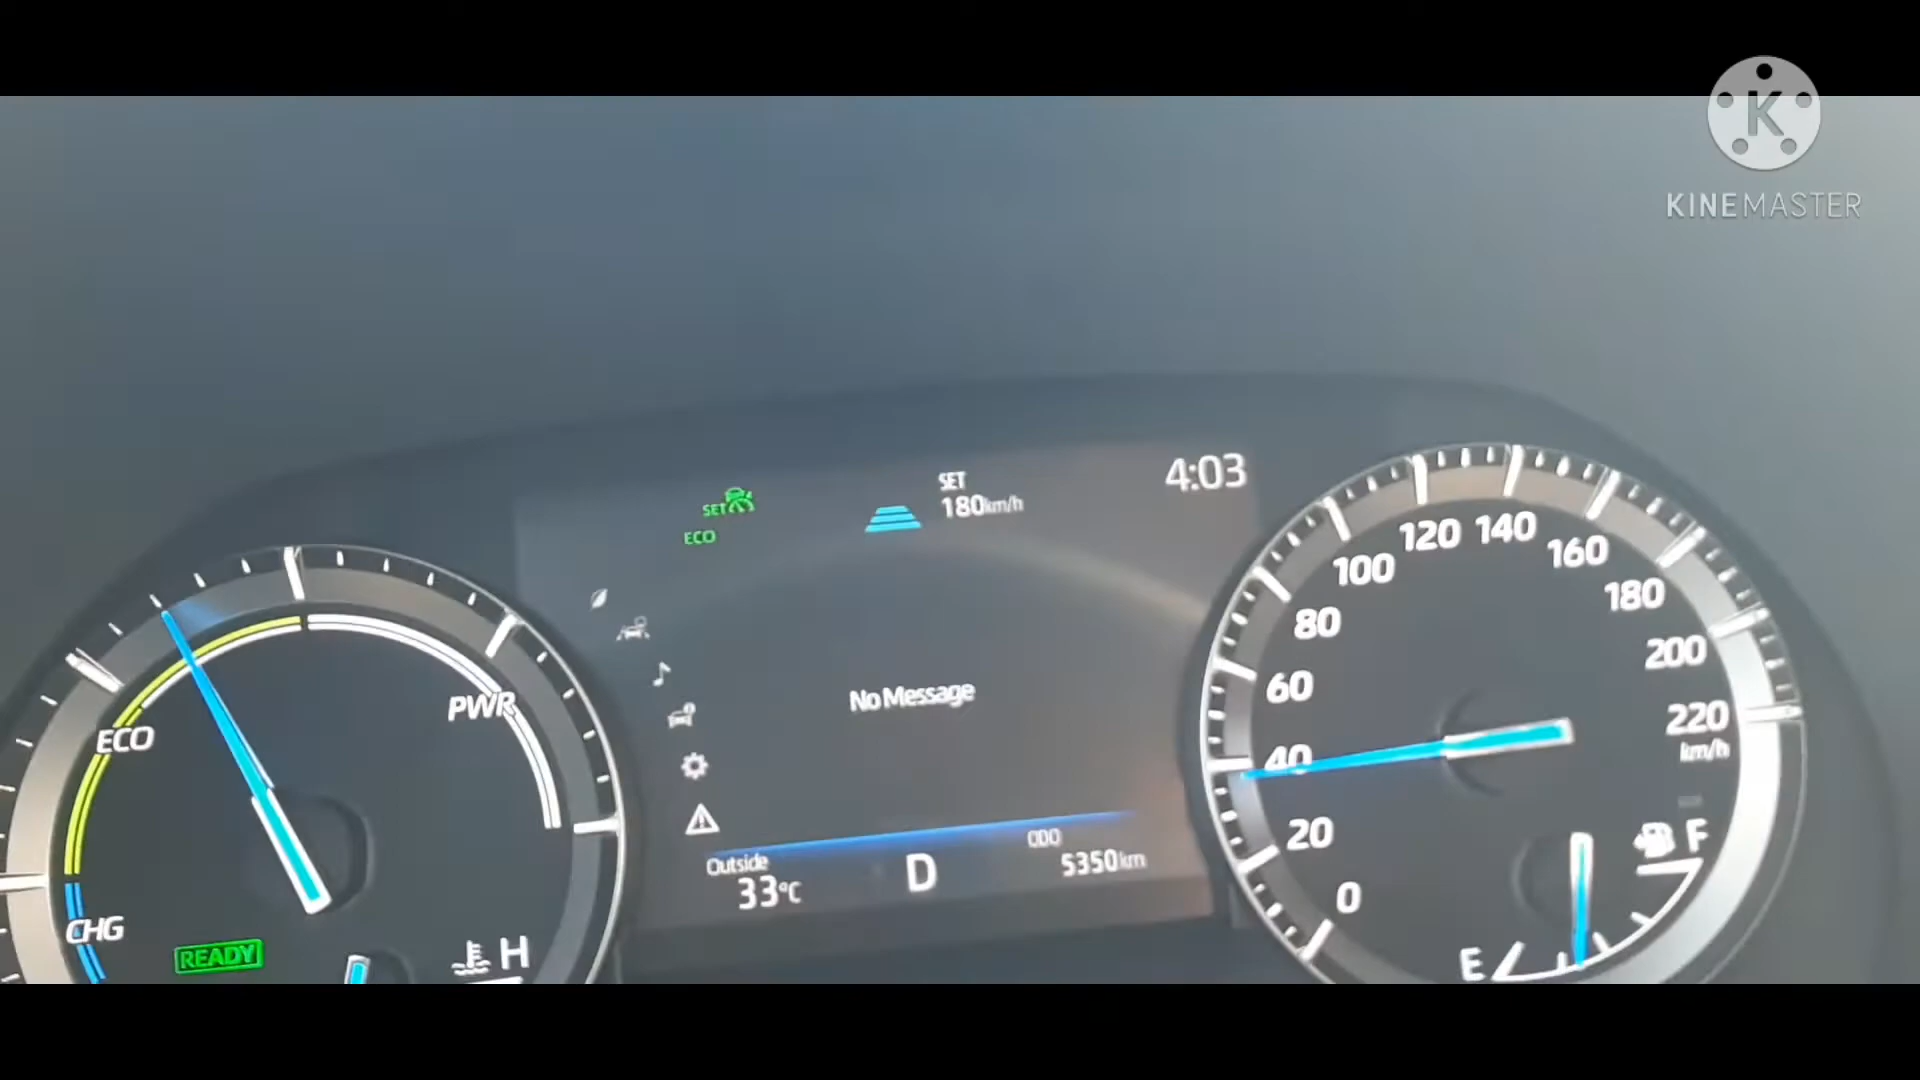 K
KINEMASTER
SET
ECO
SET
180km/h
4:03
No Message
Outside
33°C
D
ODO
5350km
CHG
ECO
PWR
READY
H
0
20
40
60
80
100
120
140
160
180
200
220
km/h
E
F